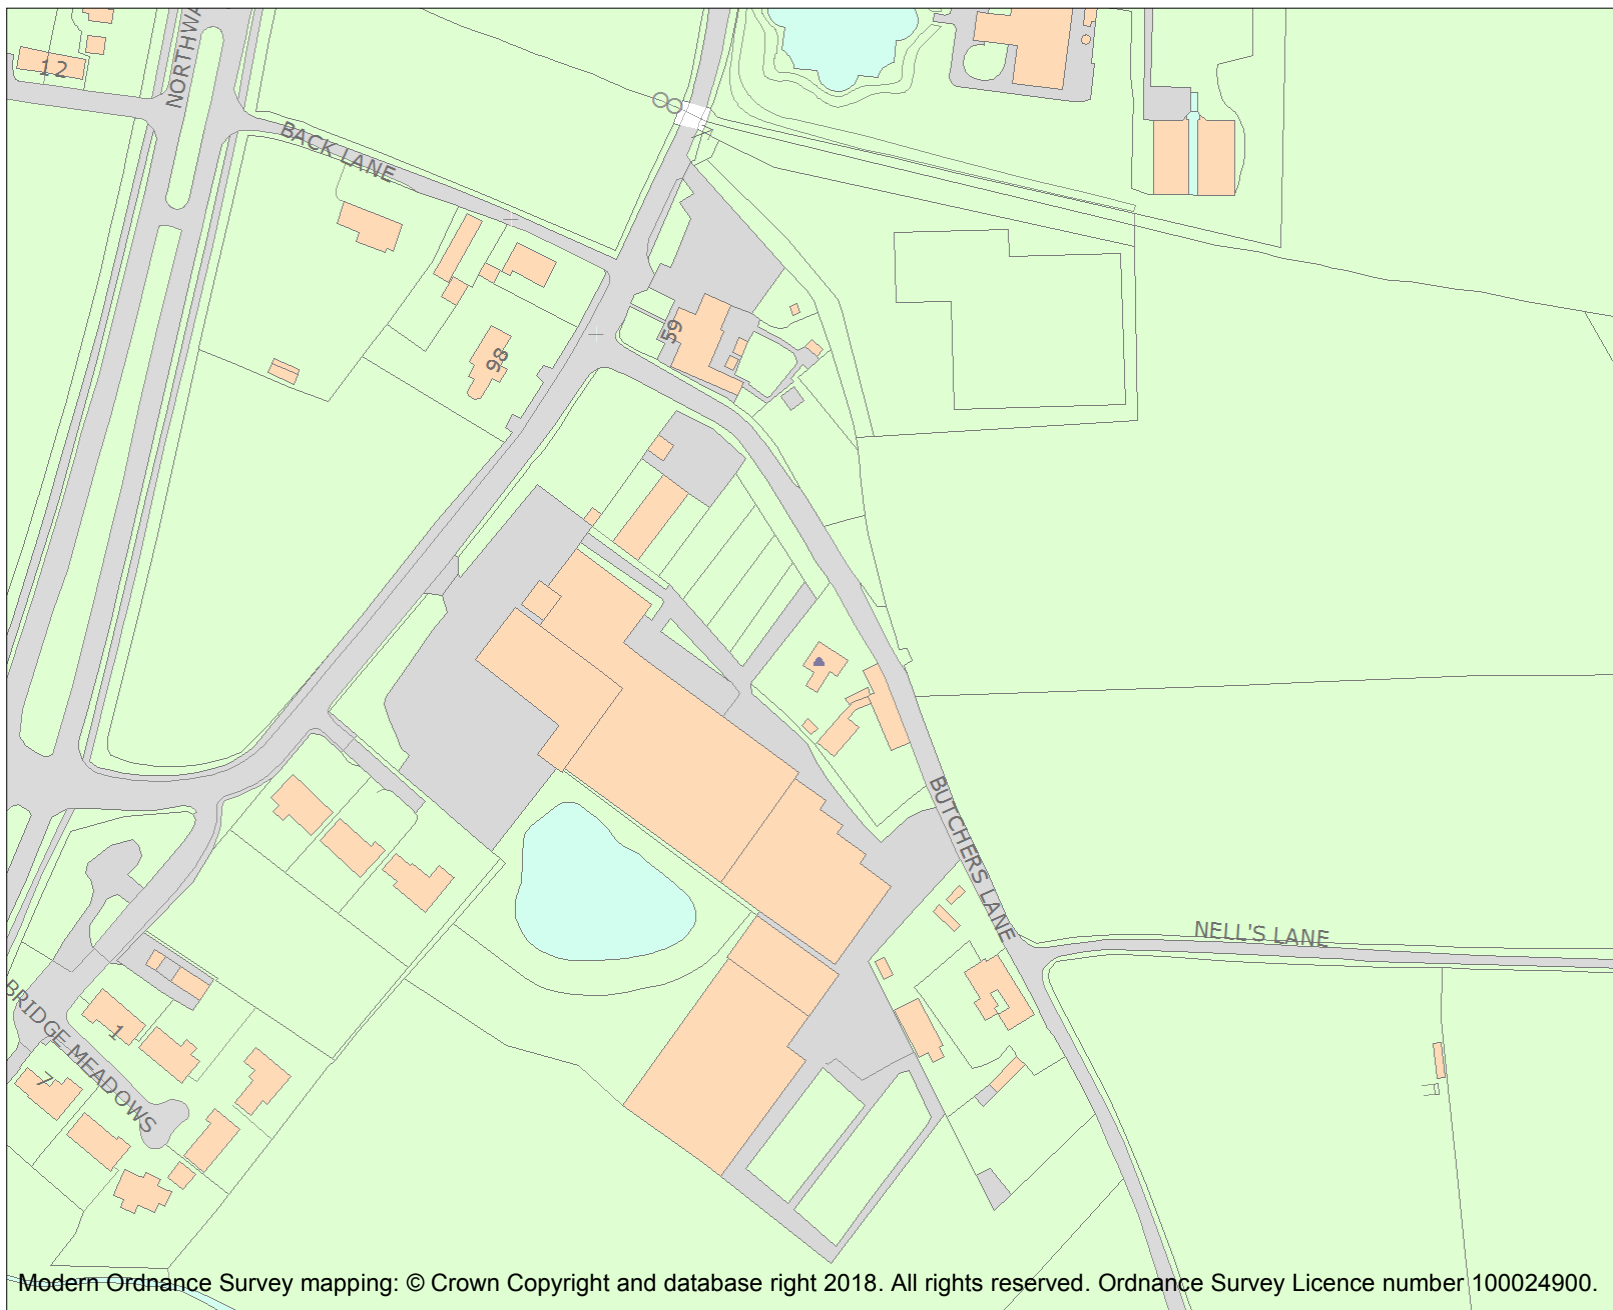 12
NORTHWA
BACK LANE
59
98
BUTCHERS LANE
NELL'S LANE
BRIDGE MEADOWS
1
7
Modern Ordnance Survey mapping: © Crown Copyright and database right 2018. All rights reserved. Ordnance Survey Licence number 100024900.